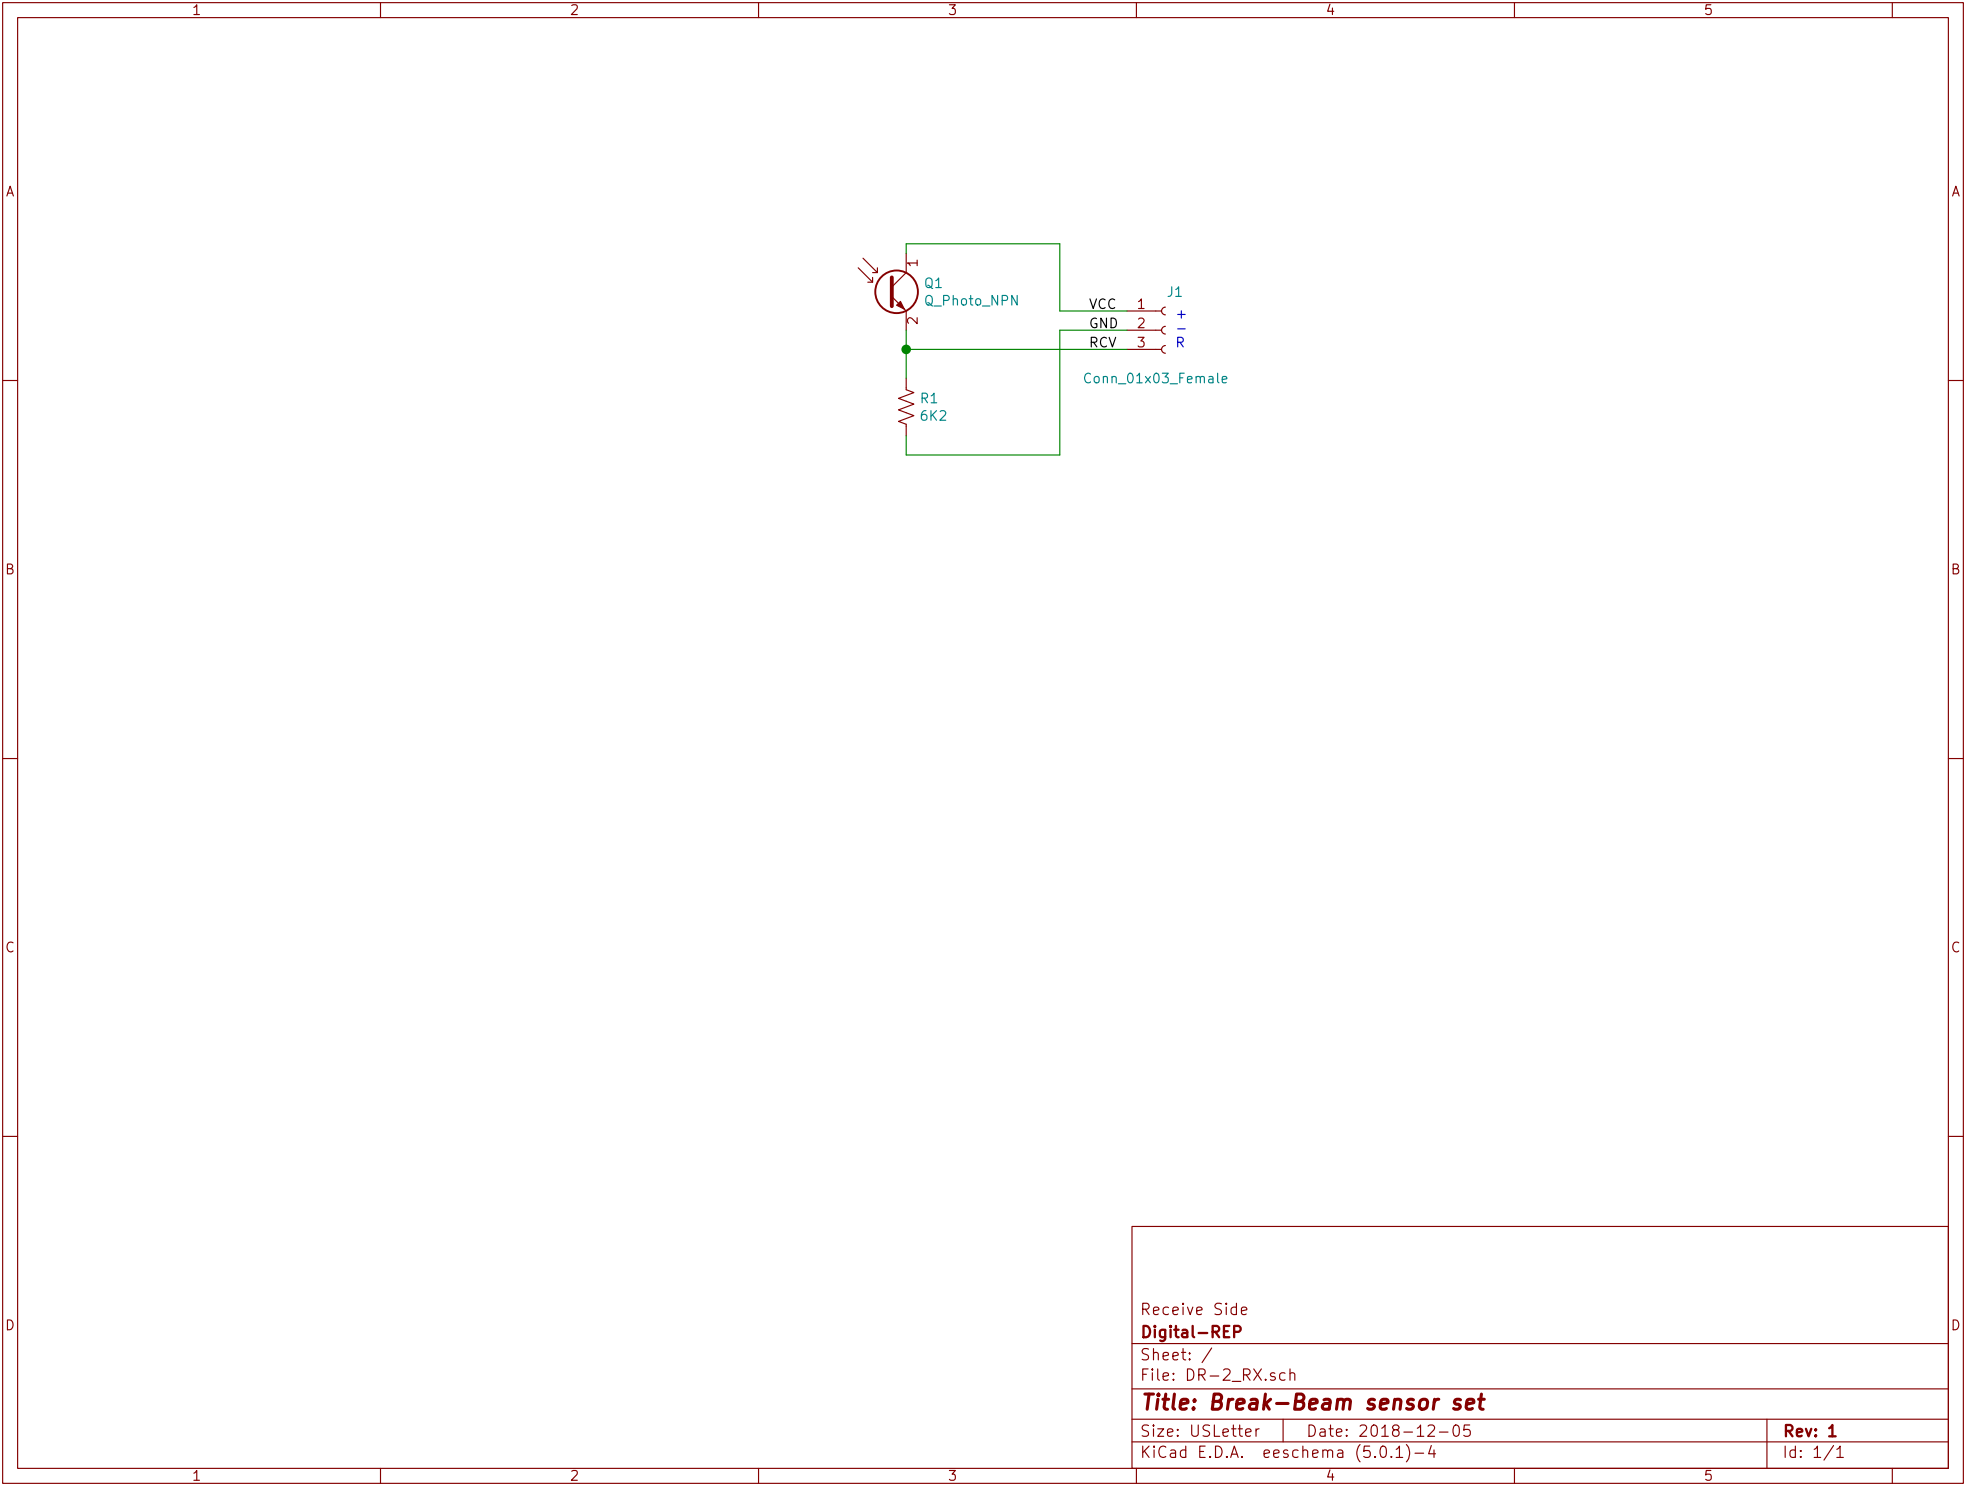 1 2 3 4 5
A A
1
Q1
Q_Photo_NPN
2
J1
VCC 1 +
GND 2 -
RCV 3 R
Conn_01x03_Female
R1
6K2
B B
C C
D D
Receive Side
Digital-REP
Sheet: /
File: DR-2_RX.sch
Title: Break-Beam sensor set
Size: USLetter Date: 2018-12-05 Rev: 1
KiCad E.D.A. eeschema (5.0.1)-4 Id: 1/1
1 2 3 4 5